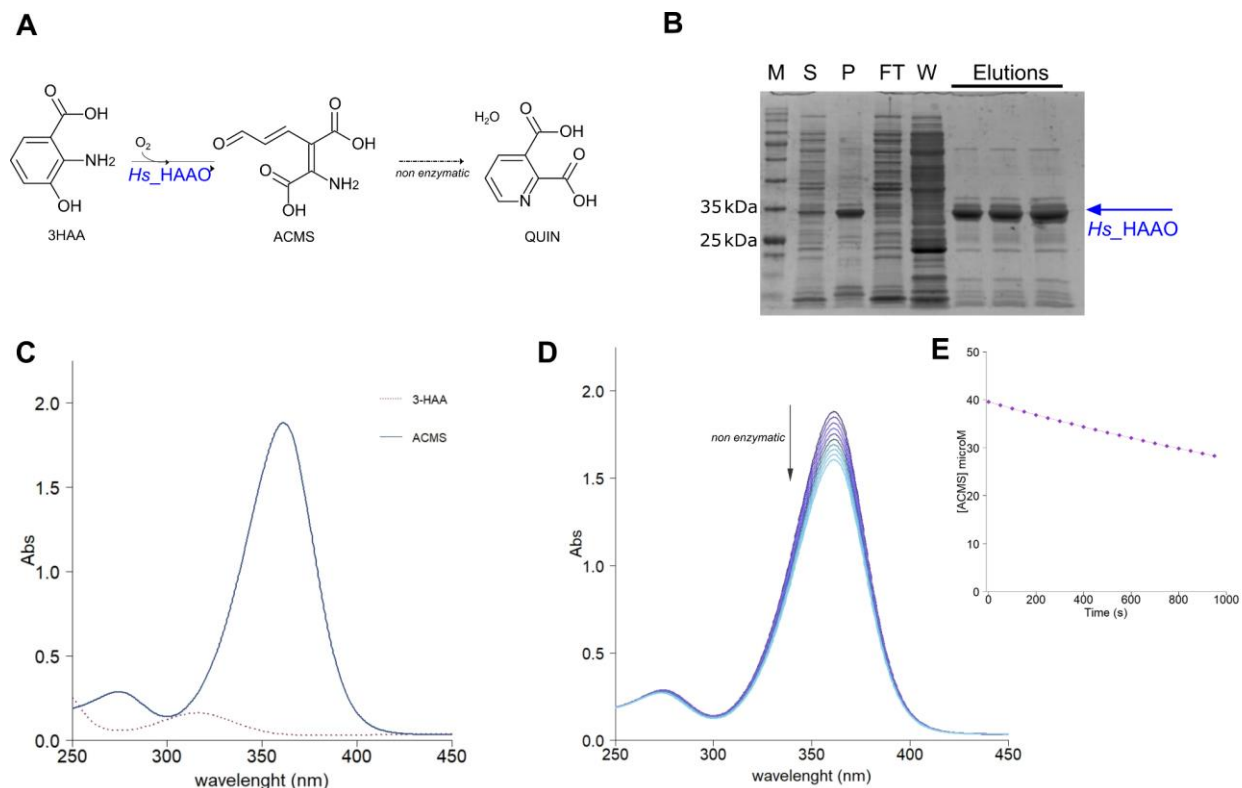 A
O
OH
NH2
OH
3HAA
O2
Hs_HAAO
O
O
OH
O
NH2
OH
ACMS
non enzymatic
H2O
O
OH
O
N
OH
QUIN
B
M S P FT W Elutions
35 kDa
25 kDa
Hs_HAAO
C
3-HAA
ACMS
2.0
1.5
1.0
0.5
0.0
Abs
250 300 350 400 450
wavelenght (nm)
D
non enzymatic
2.0
1.5
1.0
0.5
0.0
Abs
250 300 350 400 450
wavelenght (nm)
E
50
40
30
20
10
0
[ACMS] microM
0 200 400 600 800 1000
Time (s)